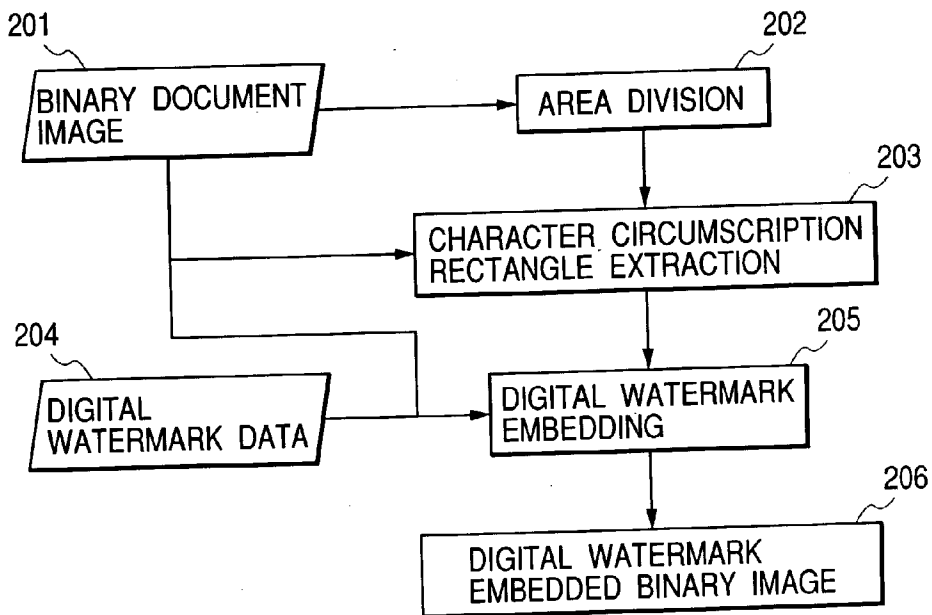 201
BINARY DOCUMENT
IMAGE
202
AREA DIVISION
203
CHARACTER CIRCUMSCRIPTION
RECTANGLE EXTRACTION
204
DIGITAL
WATERMARK DATA
205
DIGITAL WATERMARK
EMBEDDING
206
DIGITAL WATERMARK
EMBEDDED BINARY IMAGE